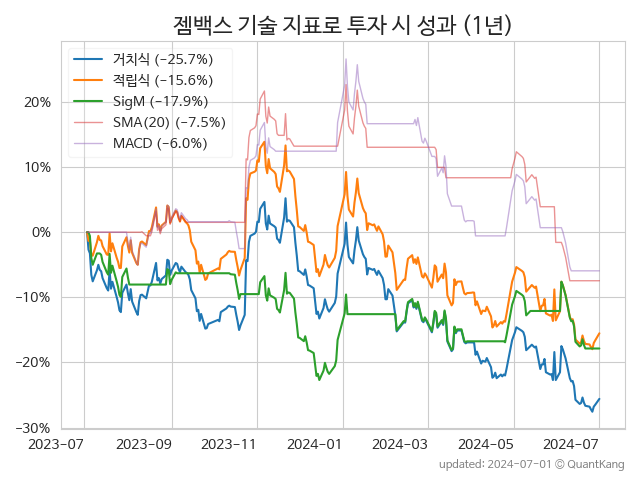 젬백스 기술 지표로 투자 시 성과 (1년)
거치식 (−25.7%)
적립식 (−15.6%)
SigM (−17.9%)
SMA(20) (−7.5%)
MACD (−6.0%)
20%
10%
0%
−10%
−20%
−30%
2023-07
2023-09
2023-11
2024-01
2024-03
2024-05
2024-07
updated: 2024-07-01 © QuantKang